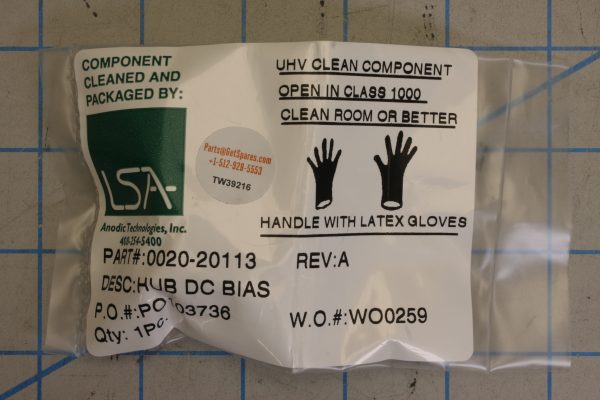 COMPONENT
CLEANED AND
PACKAGED BY:
LSA
Anodic Technologies, Inc.
408-254-5400
Parts@GetSpares.com
+1-512-928-5553
TW39216
UHV CLEAN COMPONENT
OPEN IN CLASS 1000
CLEAN ROOM OR BETTER
HANDLE WITH LATEX GLOVES
PART#:0020-20113 REV:A
DESC:HUB DC BIAS
P.O.#: W.O.#:WO0259
Qty: